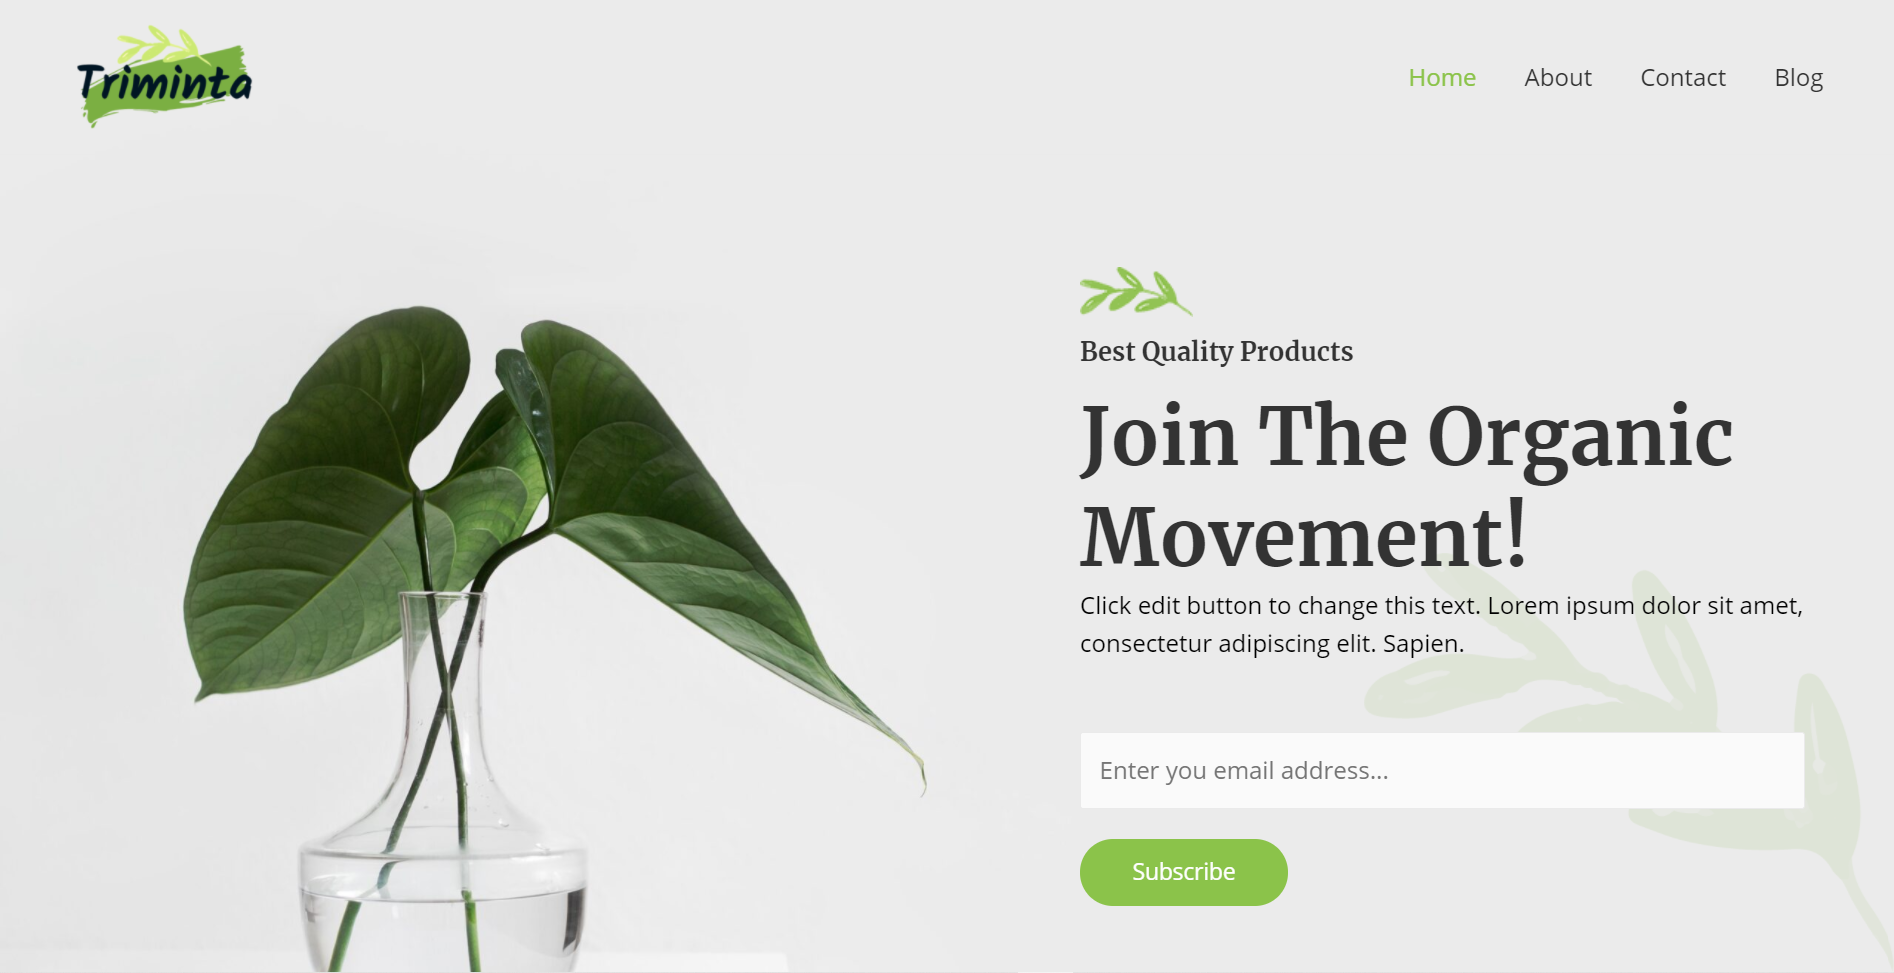 Triminta
Home
About
Contact
Blog
Best Quality Products
Join The Organic
Movement!
Click edit button to change this text. Lorem ipsum dolor sit amet,
consectetur adipiscing elit. Sapien.
Enter you email address...
Subscribe